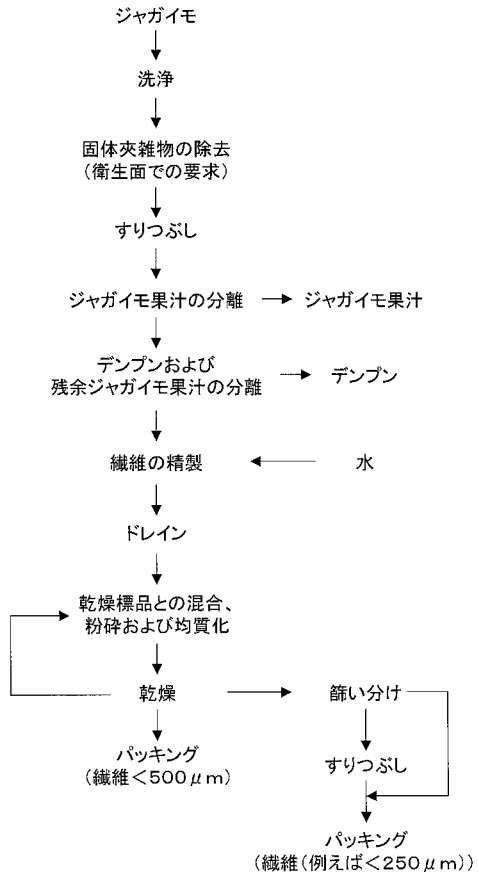 ジャガイモ
洗浄
固体夾雑物の除去
（衛生面での要求）
すりつぶし
ジャガイモ果汁の分離
ジャガイモ果汁
デンプンおよび
残余ジャガイモ果汁の分離
デンプン
繊維の精製
水
ドレイン
乾燥標品との混合、
粉砕および均質化
乾燥
篩い分け
パッキング
（繊維＜500μm）
すりつぶし
パッキング
（繊維（例えば＜250μm））